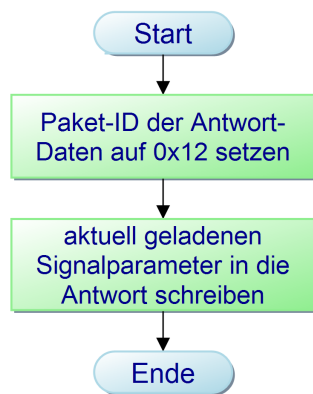 Start
Paket-ID der Antwort-
Daten auf 0x12 setzen
aktuell geladenen
Signalparameter in die
Antwort schreiben
Ende